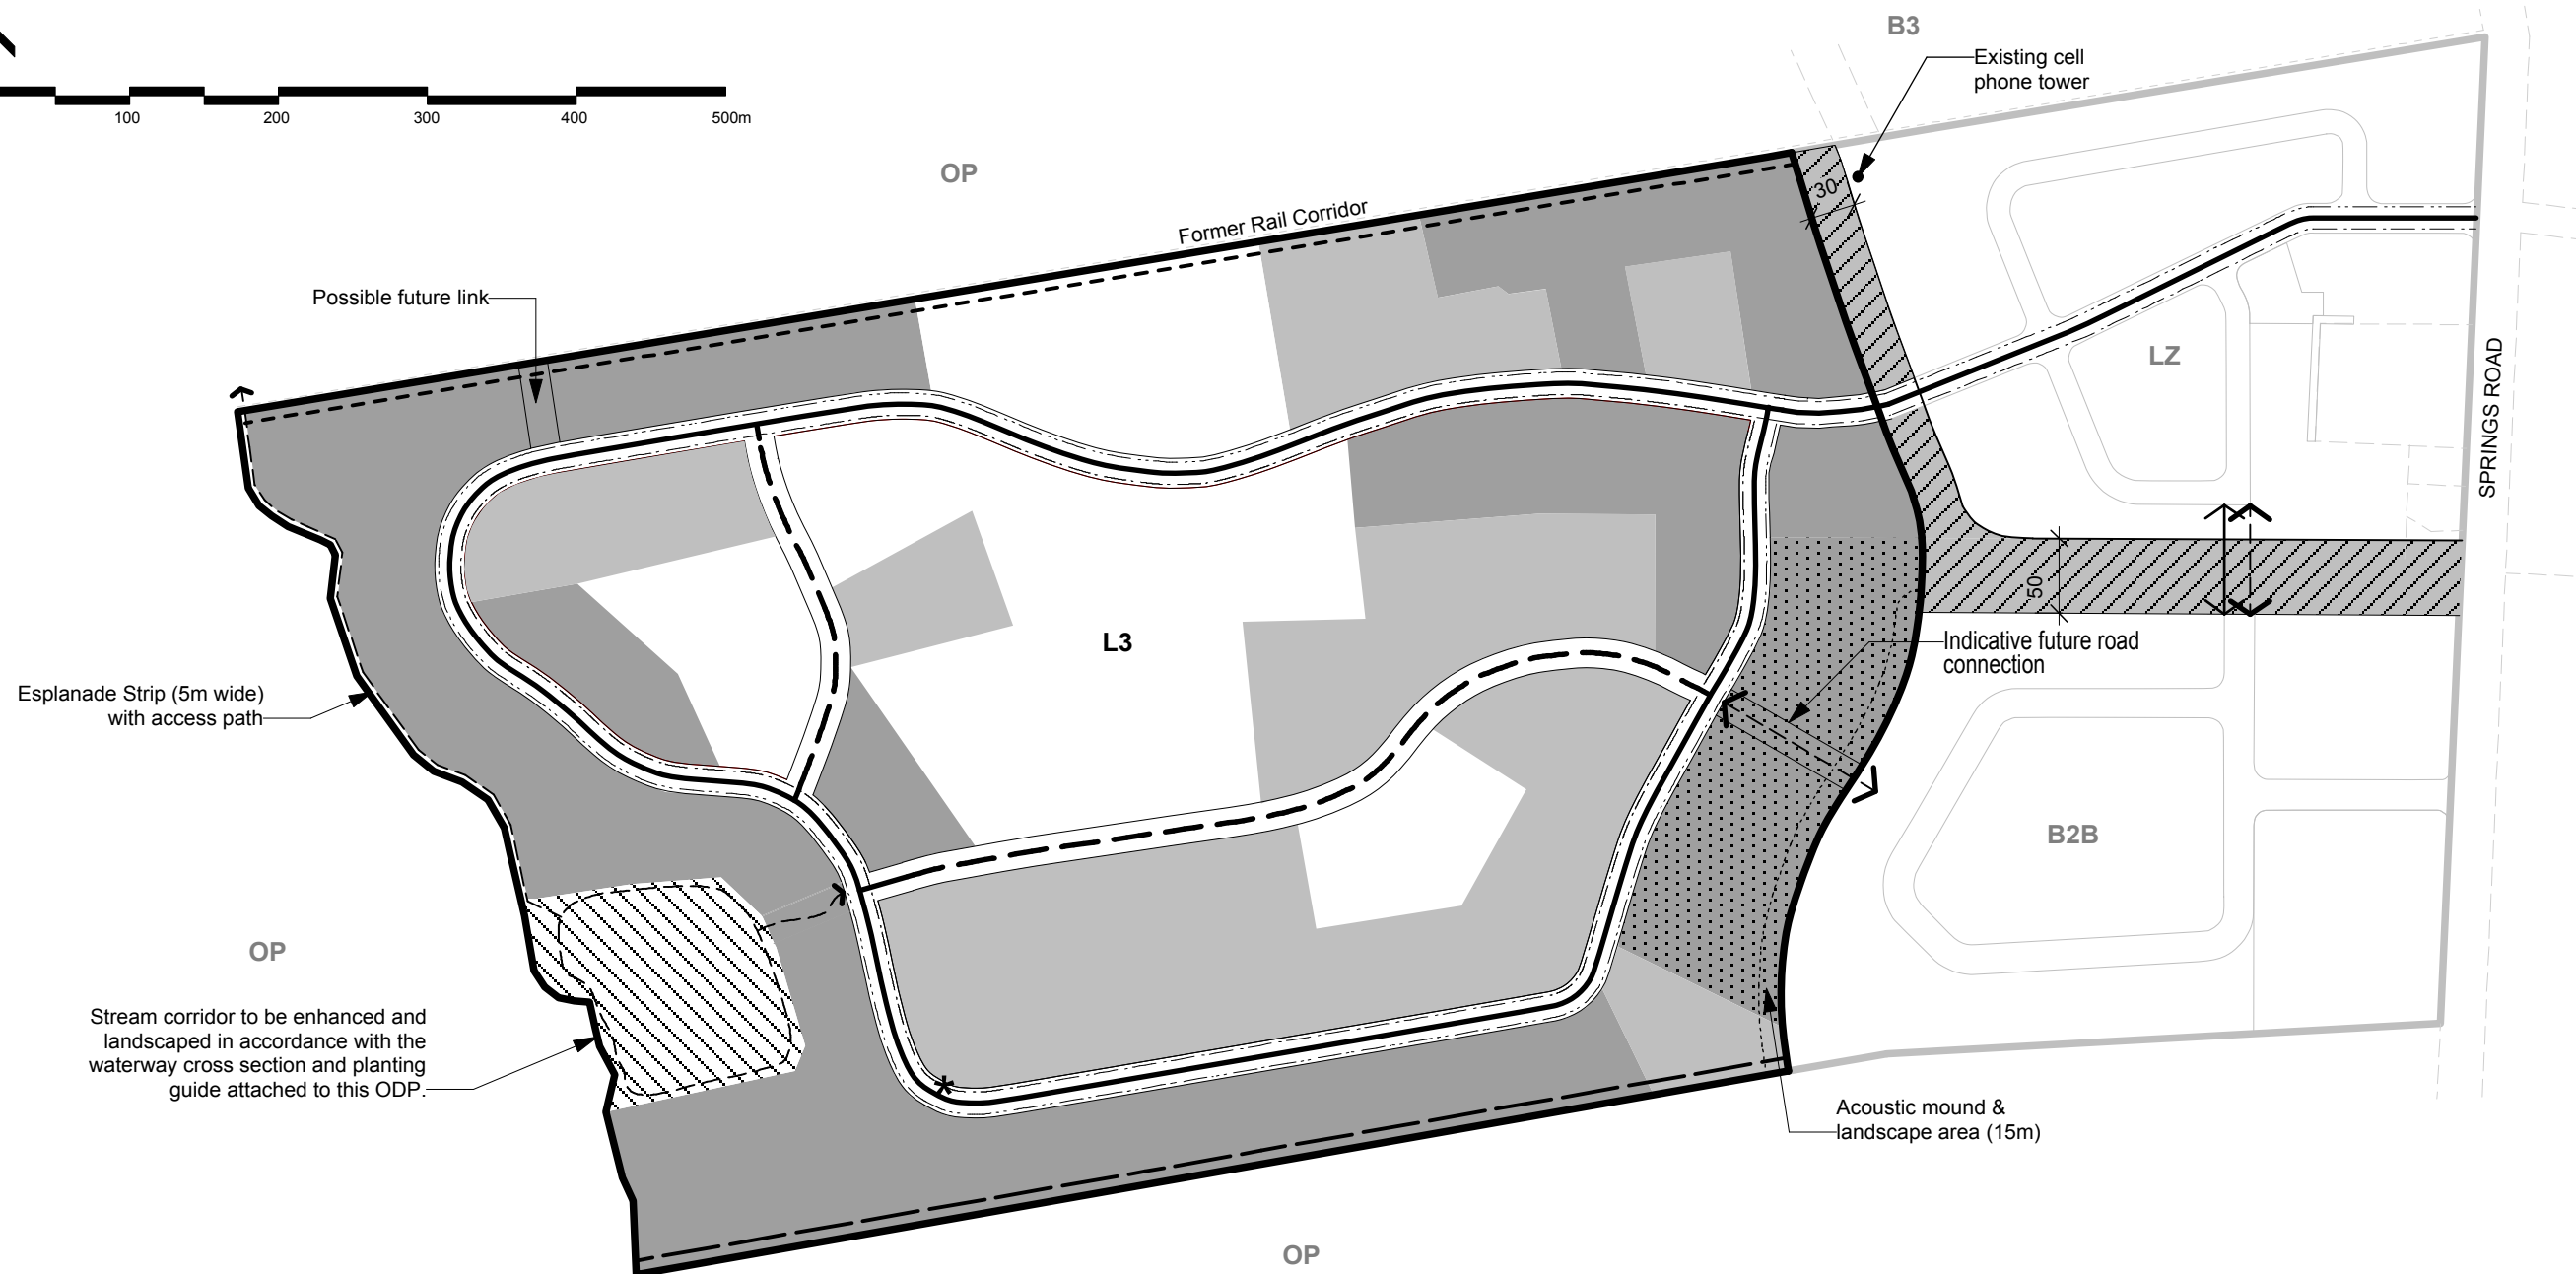 B3
Existing cell
phone tower
100
200
300
400
500m
OP
30
Former Rail Corridor
Possible future link
LZ
SPRINGS ROAD
50
L3
Indicative future road
connection
Esplanade Strip (5m wide)
with access path
B2B
OP
Stream corridor to be enhanced and
landscaped in accordance with the
waterway cross section and planting
guide attached to this ODP.
*
Acoustic mound &
landscape area (15m)
OP